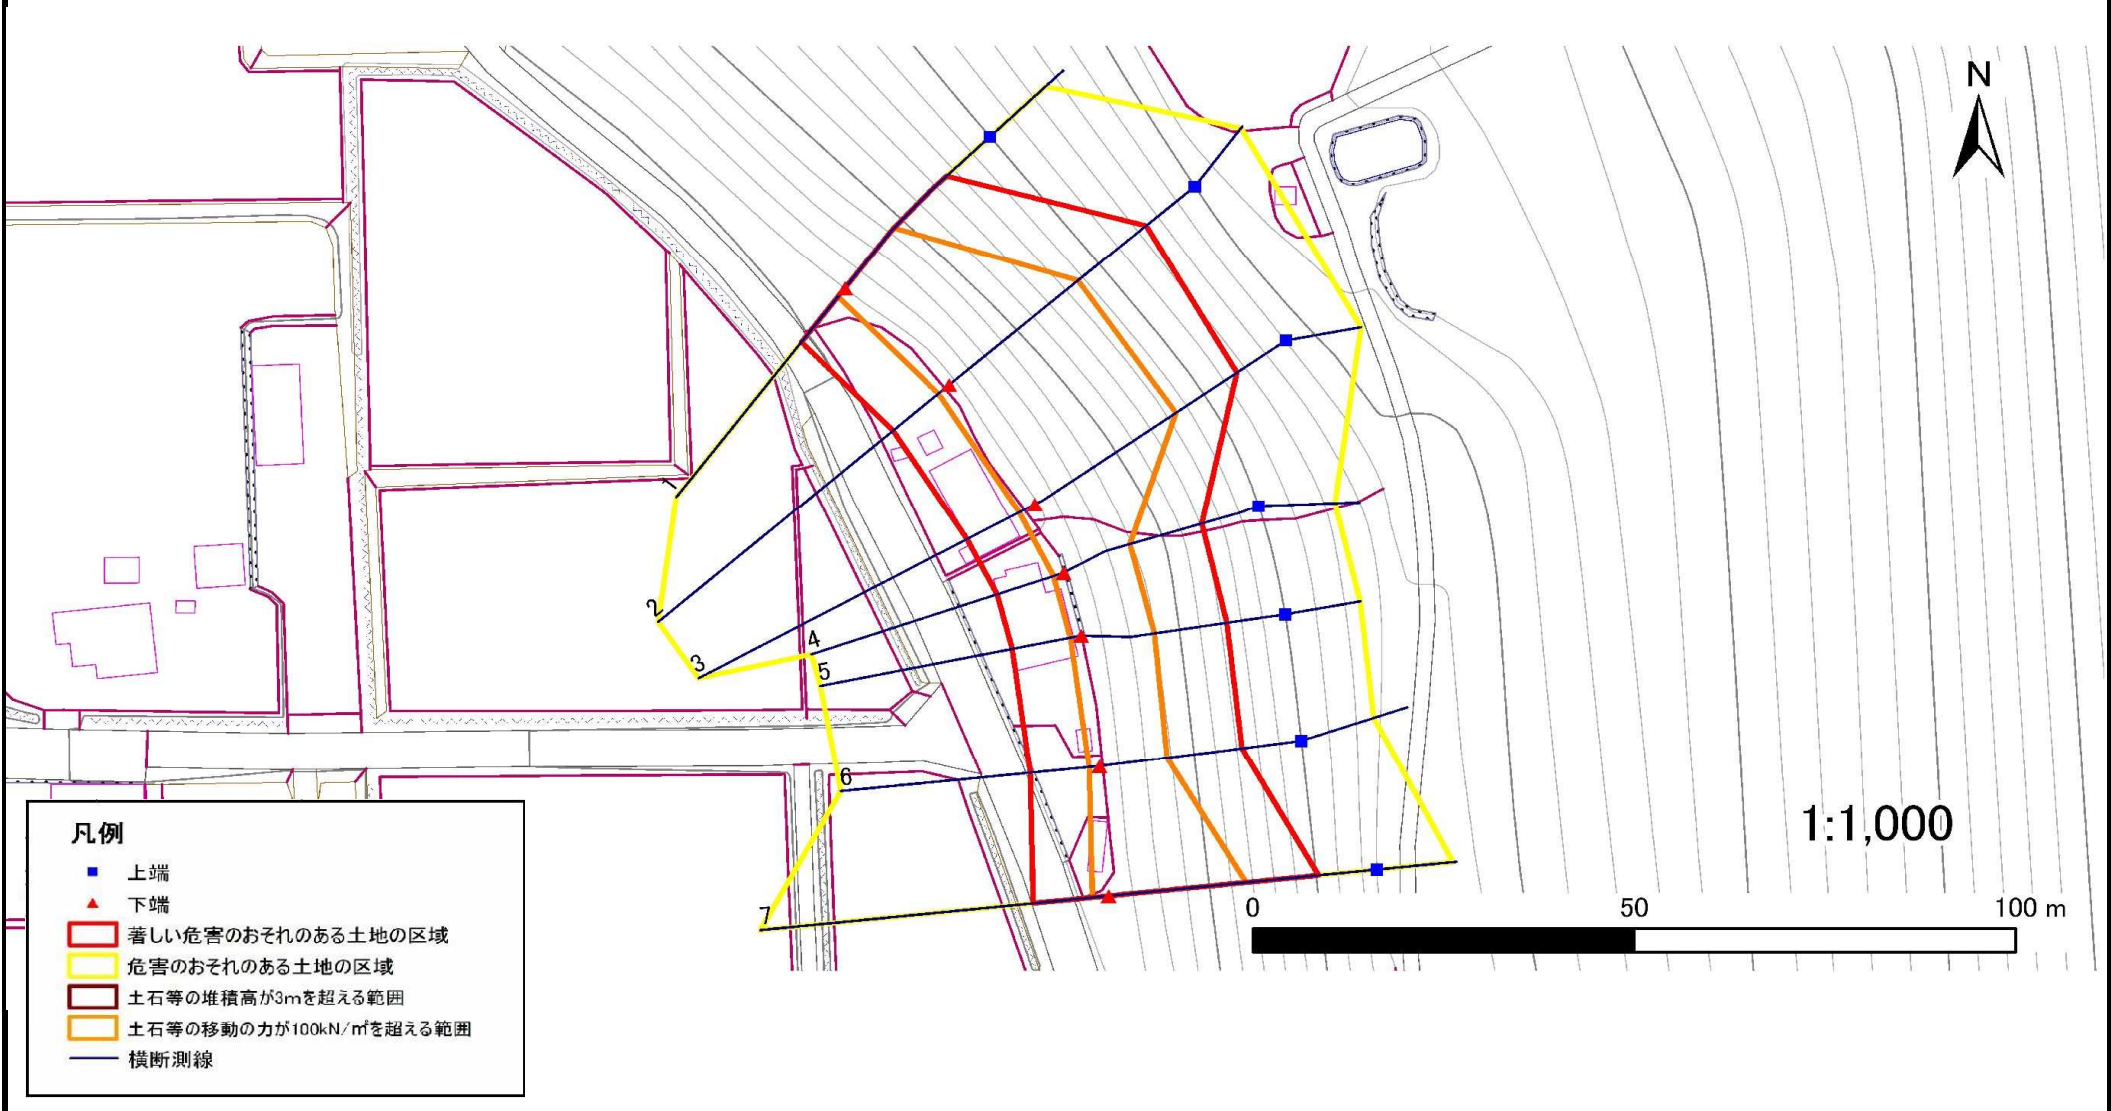 N
1
2
3
4
5
6
7
1:1,000
0 50 100 m
凡例
上端
下端
著しい危害のおそれのある土地の区域
危害のおそれのある土地の区域
土石等の堆積高が3mを超える範囲
土石等の移動の力が100kN/㎡を超える範囲
横断測線